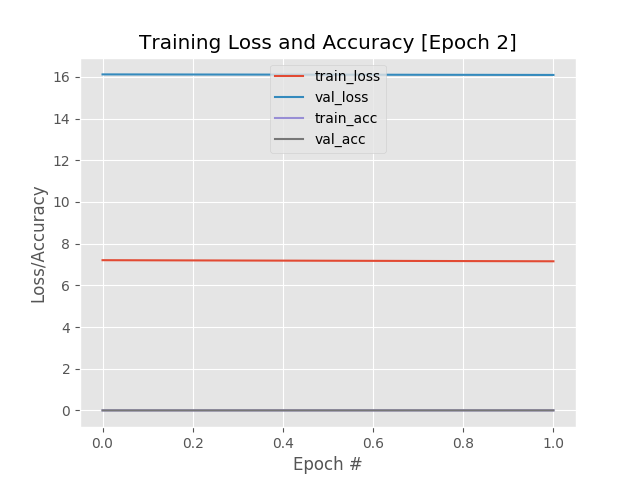 Training Loss and Accuracy [Epoch 2]
16
14
12
10
8
6
4
2
0
Loss/Accuracy
train_loss
val_loss
train_acc
val_acc
0.0 0.2 0.4 0.6 0.8 1.0
Epoch #